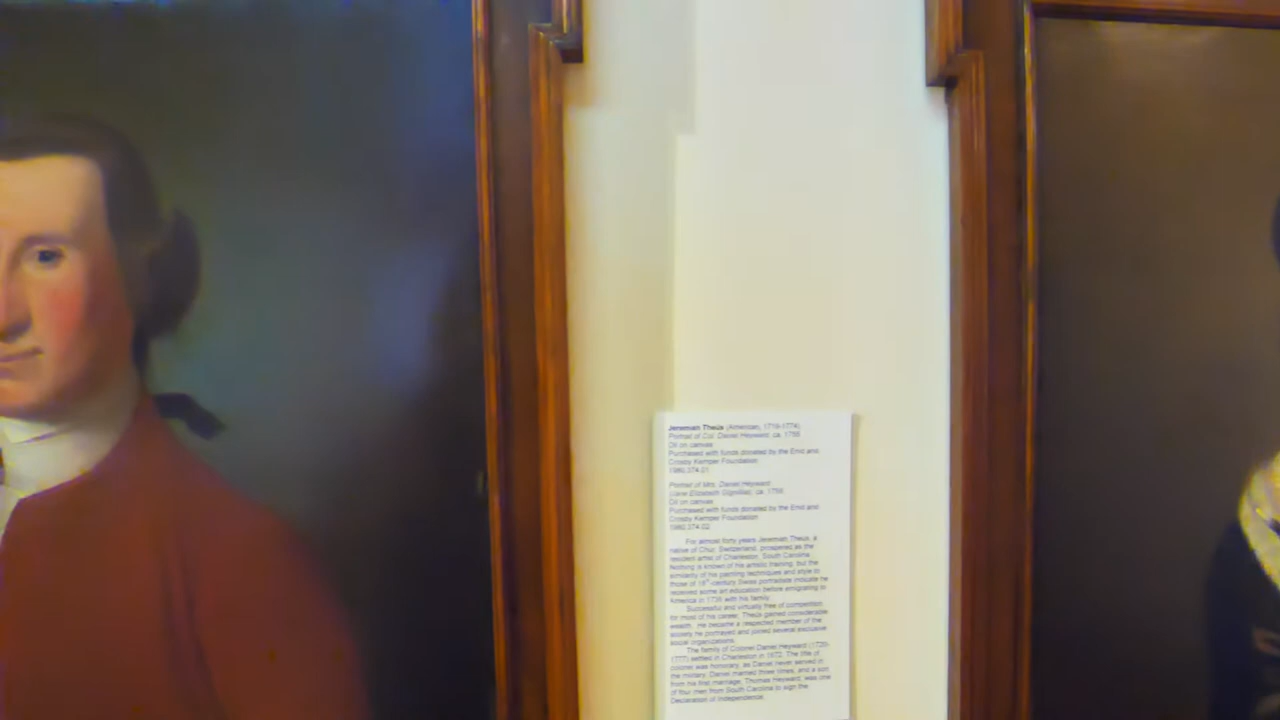 Jeremiah Theüs (American, 1716-1774)
Portrait of Col. Daniel Heyward, ca. 1758
Oil on canvas
Purchased with funds donated by the Enid and
Crosby Kemper Foundation
Portrait of Mrs. Daniel Heyward
(Jane Elizabeth Gignilliat), ca.
Oil on canvas
Purchased with funds donated by the Enid and
Crosby Kemper Foundation
For almost forty years Jeremiah Theüs, a
native of Chur, Switzerland, prospered as the
resident artist of Charleston, South Carolina.
Nothing is known of his artistic training, but the
similarity of his painting techniques and style to
those of 18th-century Swiss portraitists indicate he
received some art education before emigrating to
America in 1735 with his family.
Successful and virtually free of competition
for most of his career, Theüs gained considerable
wealth. He became a respected member of the
society he portrayed and joined several exclusive
social organizations.
The family of Colonel Daniel Heyward (1720-
1777) settled in Charleston in 1672. The title of
colonel was honorary, as Daniel never served in
the military. Daniel married three times, and a son
from his first marriage, Thomas Heyward, was one
of four men from South Carolina to sign the
Declaration of Independence.